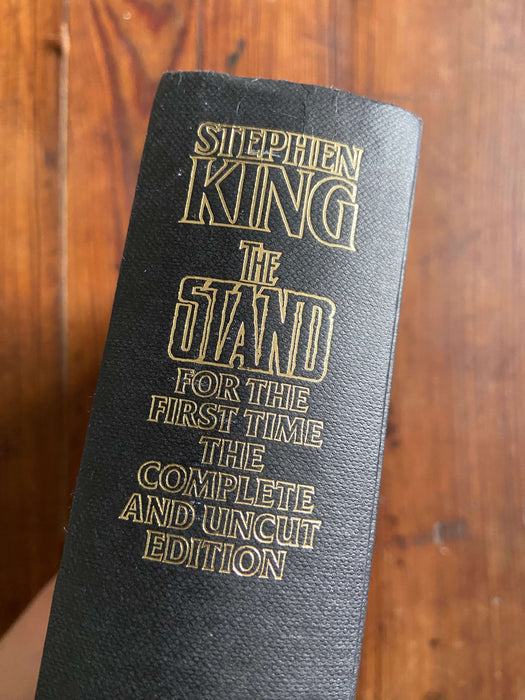 STEPHEN
KING
THE
STAND
FOR THE
FIRST TIME
THE
COMPLETE
AND UNCUT
EDITION